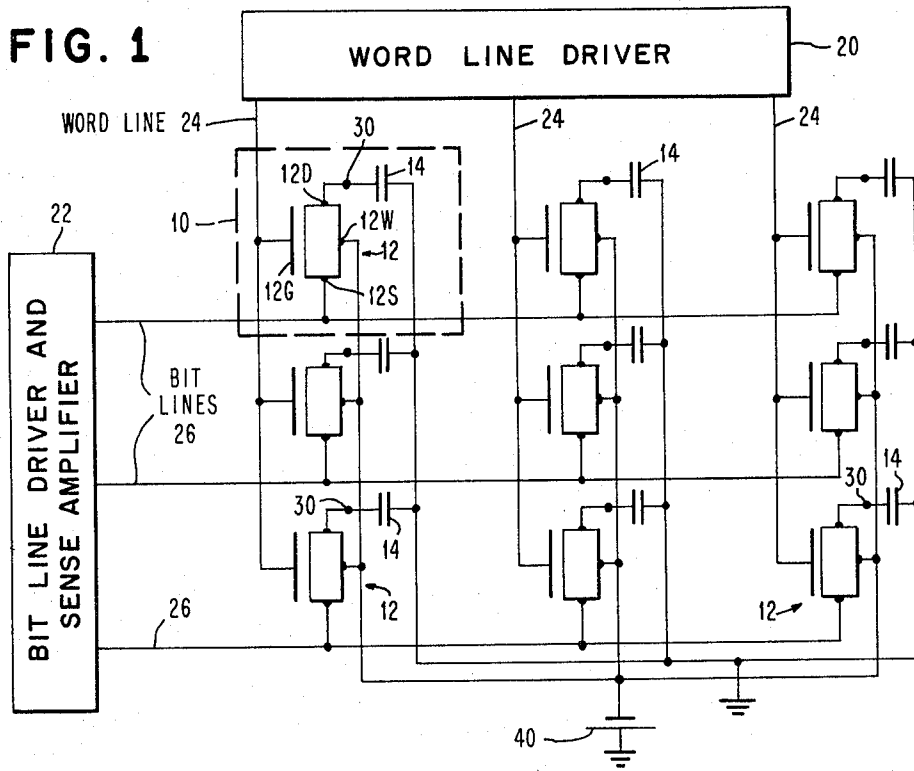 FIG. 1
WORD LINE DRIVER
20
WORD LINE 24
24
24
30
14
14
12D
10
12W
12
22
12G
12S
BIT LINE DRIVER AND
SENSE AMPLIFIER
BIT
LINES
26
30
14
30
14
12
12
26
40